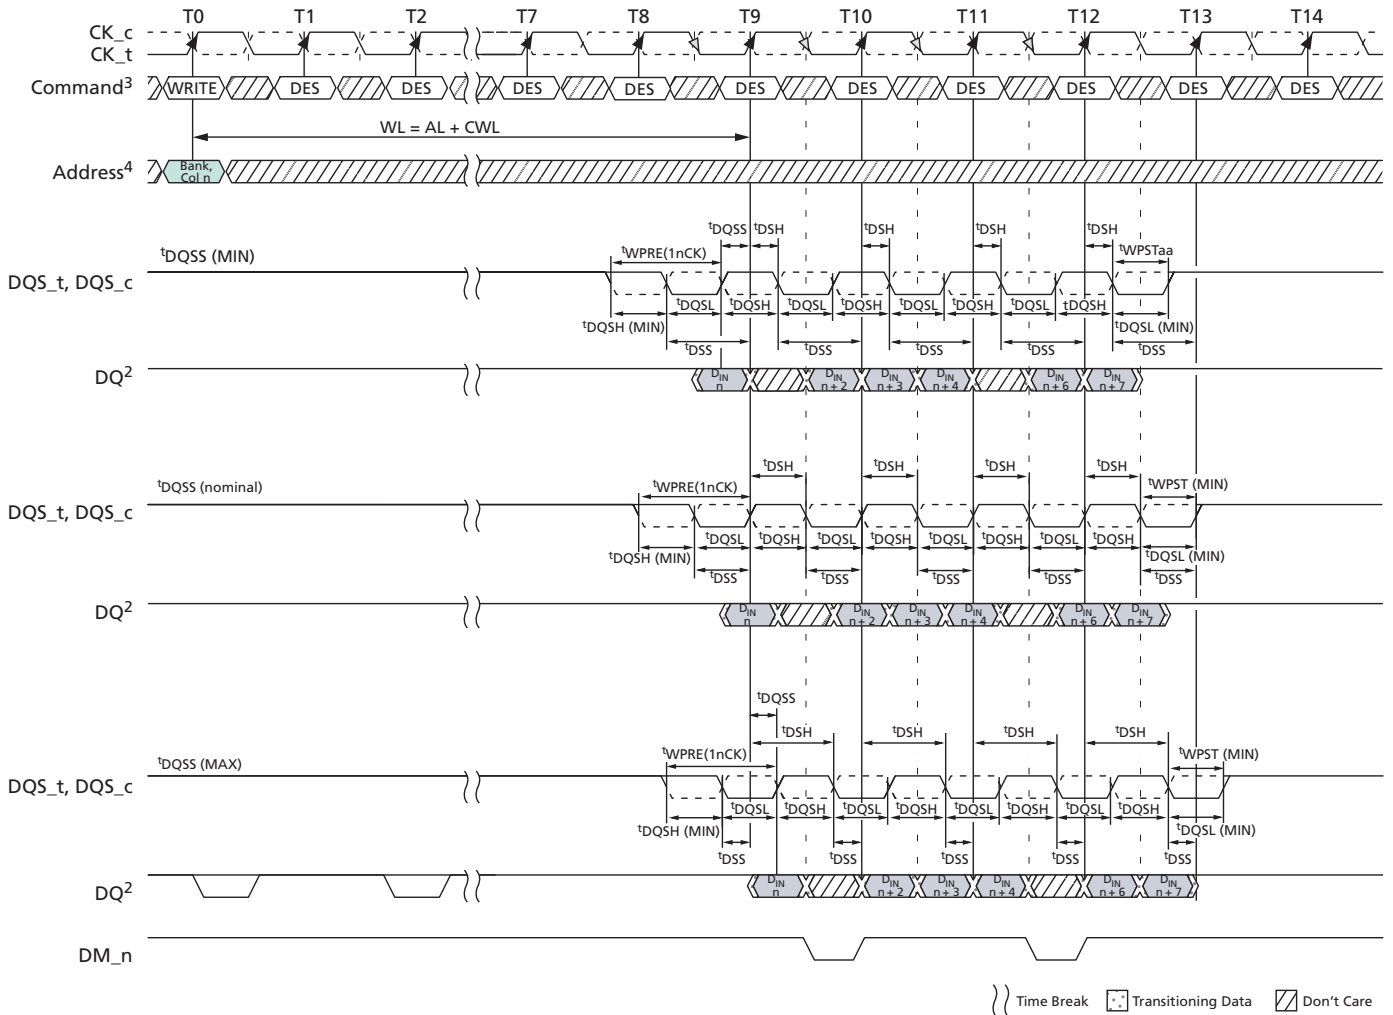 T0 T1 T2 T7 T8 T9 T10 T11 T12 T13 T14
CK_c
CK_t
Command3 WRITE DES DES DES DES DES DES DES DES DES DES
WL = AL + CWL
Address4 Bank,
Col n
tDQSS tDSH tDSH tDSH tDSH
tDQSS (MIN) tWPRE(1nCK) tWPSTaa
DQS_t, DQS_c
tDQSL tDQSH tDQSL tDQSH tDQSL tDQSH tDQSL tDQSH
tDQSH (MIN) tDQSL (MIN)
tDSS tDSS tDSS tDSS tDSS
DQ2 DIN DIN DIN DIN DIN DIN
n n + 2 n + 3 n + 4 n + 6 n + 7
tDSH tDSH tDSH tDSH
tDQSS (nominal) tWPRE(1nCK) tWPST (MIN)
DQS_t, DQS_c
tDQSL tDQSH tDQSL tDQSH tDQSL tDQSH tDQSL tDQSH
tDQSH (MIN) tDQSL (MIN)
tDSS tDSS tDSS tDSS tDSS
DQ2 DIN DIN DIN DIN DIN DIN
n n + 2 n + 3 n + 4 n + 6 n + 7
tDQSS
tDSH tDSH tDSH tDSH
tDQSS (MAX) tWPRE(1nCK) tWPST (MIN)
DQS_t, DQS_c
tDQSL tDQSH tDQSL tDQSH tDQSL tDQSH tDQSL tDQSH
tDQSH (MIN) tDQSL (MIN)
tDSS tDSS tDSS tDSS tDSS
DQ2 DIN DIN DIN DIN DIN DIN
n n + 2 n + 3 n + 4 n + 6 n + 7
DM_n
Time Break Transitioning Data Don't Care